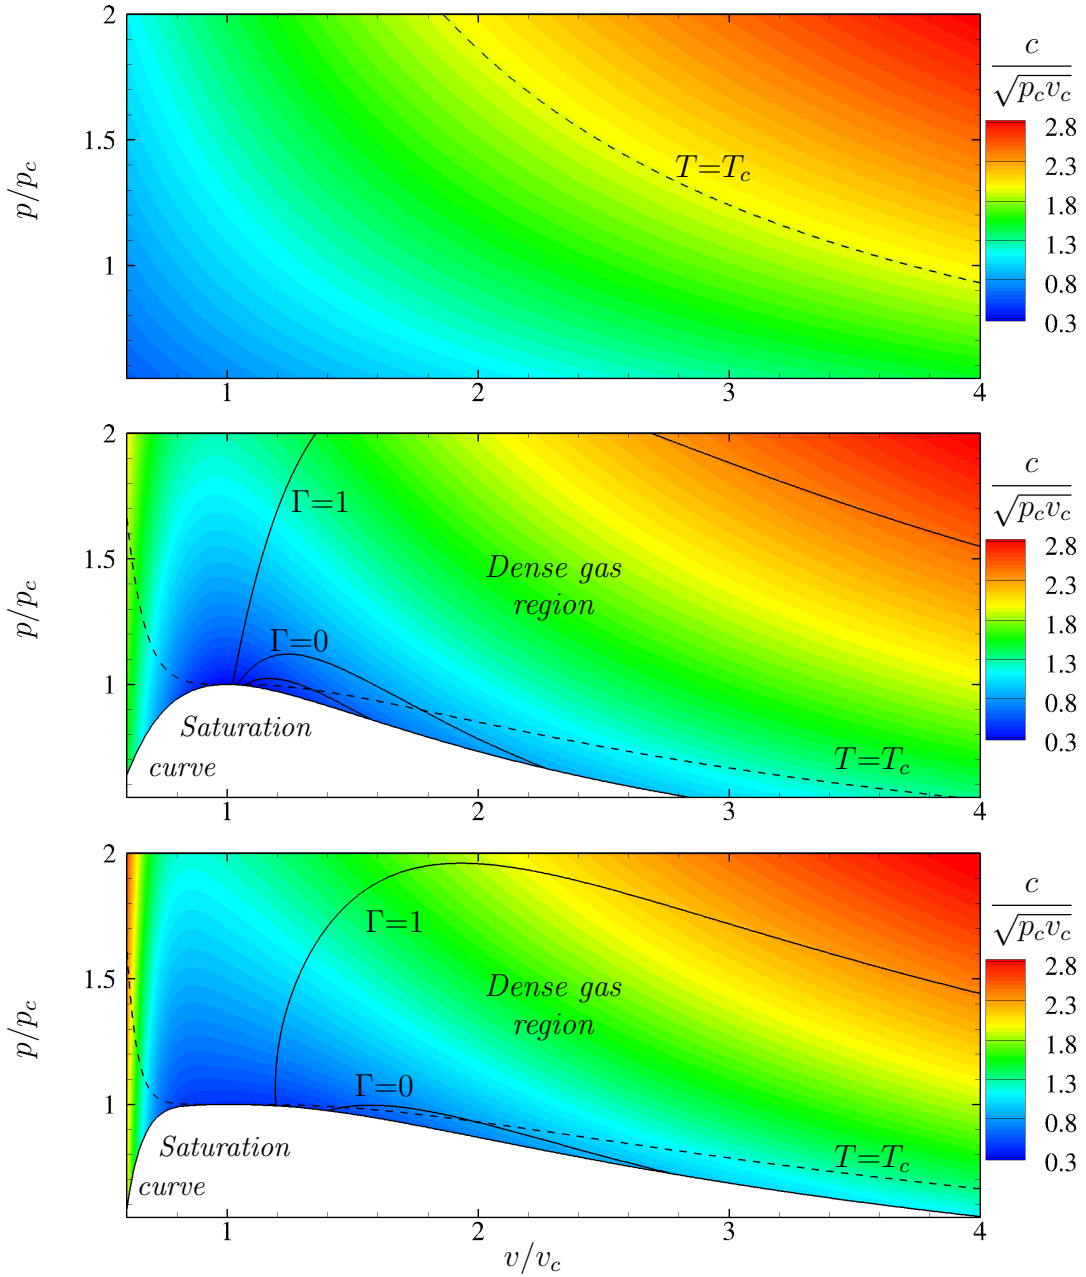 2
1.5
1
p/p_c
T=T_c
1 2 3 4
c
√p_c v_c
2.8
2.3
1.8
1.3
0.8
0.3
2
1.5
1
p/p_c
Γ=1
Γ=0
Dense gas
region
Saturation
curve
T=T_c
1 2 3 4
c
√p_c v_c
2.8
2.3
1.8
1.3
0.8
0.3
2
1.5
1
p/p_c
Γ=1
Γ=0
Dense gas
region
Saturation
curve
T=T_c
1 2 3 4
v/v_c
c
√p_c v_c
2.8
2.3
1.8
1.3
0.8
0.3